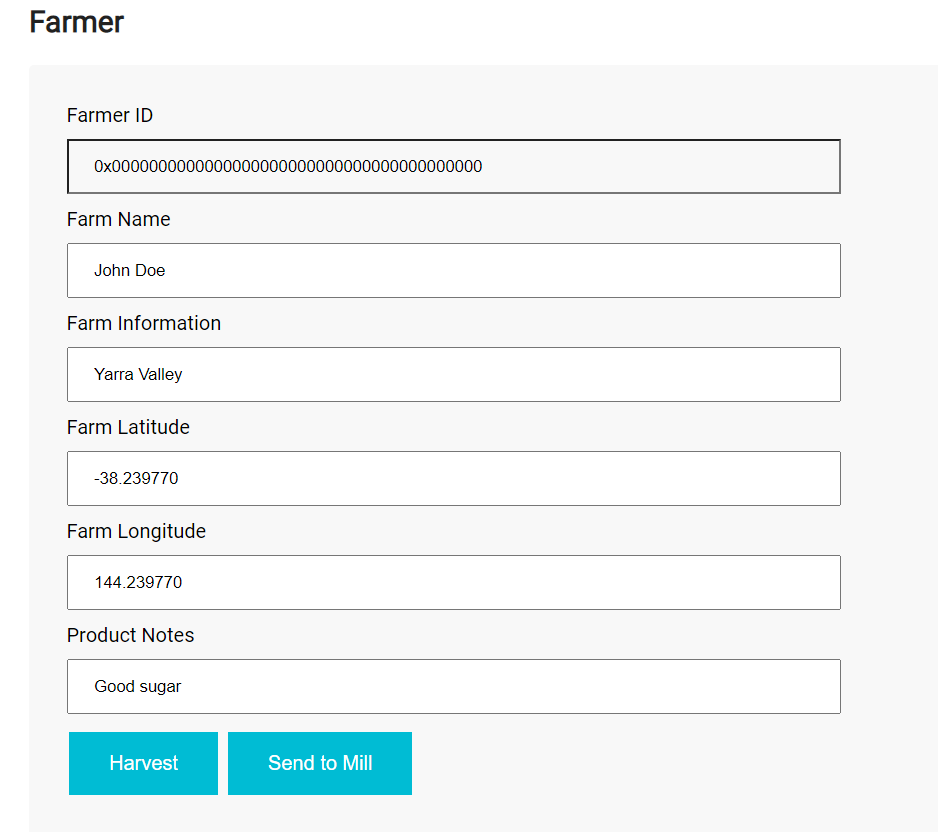 Farmer
Farmer ID
0x0000000000000000000000000000000000000000
Farm Name
John Doe
Farm Information
Yarra Valley
Farm Latitude
-38.239770
Farm Longitude
144.239770
Product Notes
Good sugar
Harvest
Send to Mill